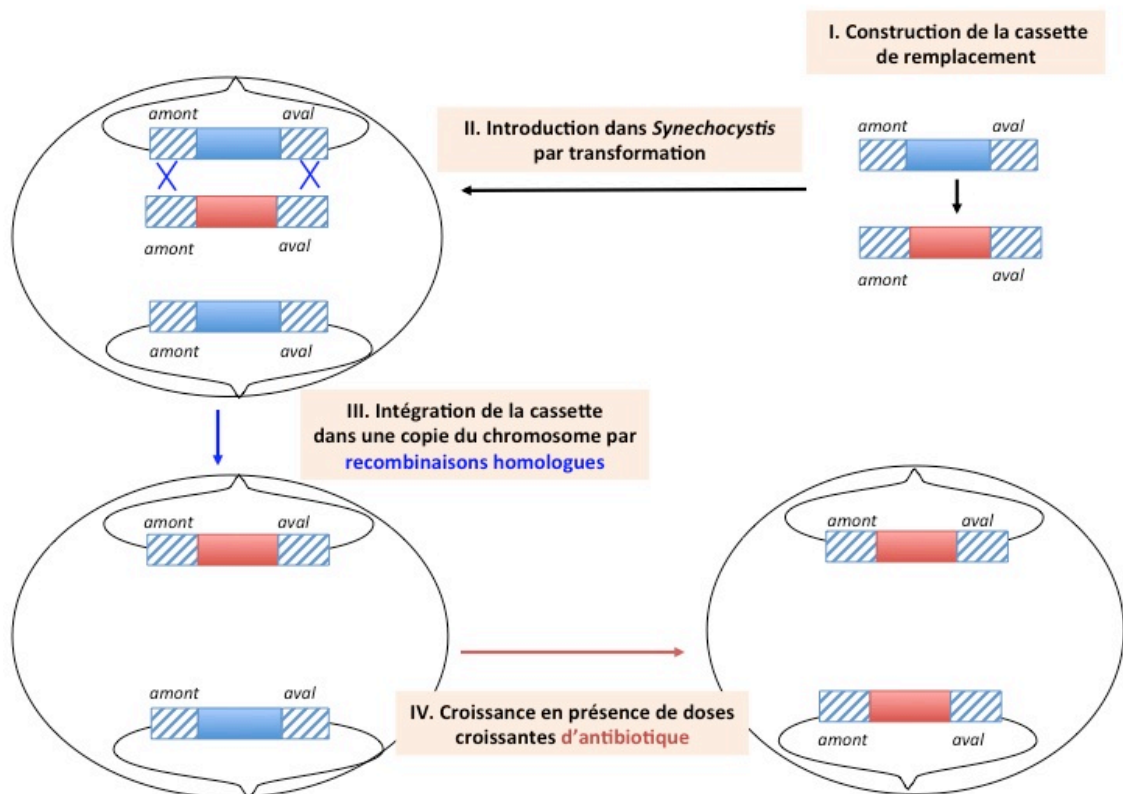 I. Construction de la cassette
de remplacement
amont aval
II. Introduction dans Synechocystis
par transformation
amont aval
amont
aval
amont aval
amont aval
III. Intégration de la cassette
dans une copie du chromosome par
recombinaisons homologues
amont aval
amont aval
IV. Croissance en présence de doses
croissantes d'antibiotique
amont aval
amont aval